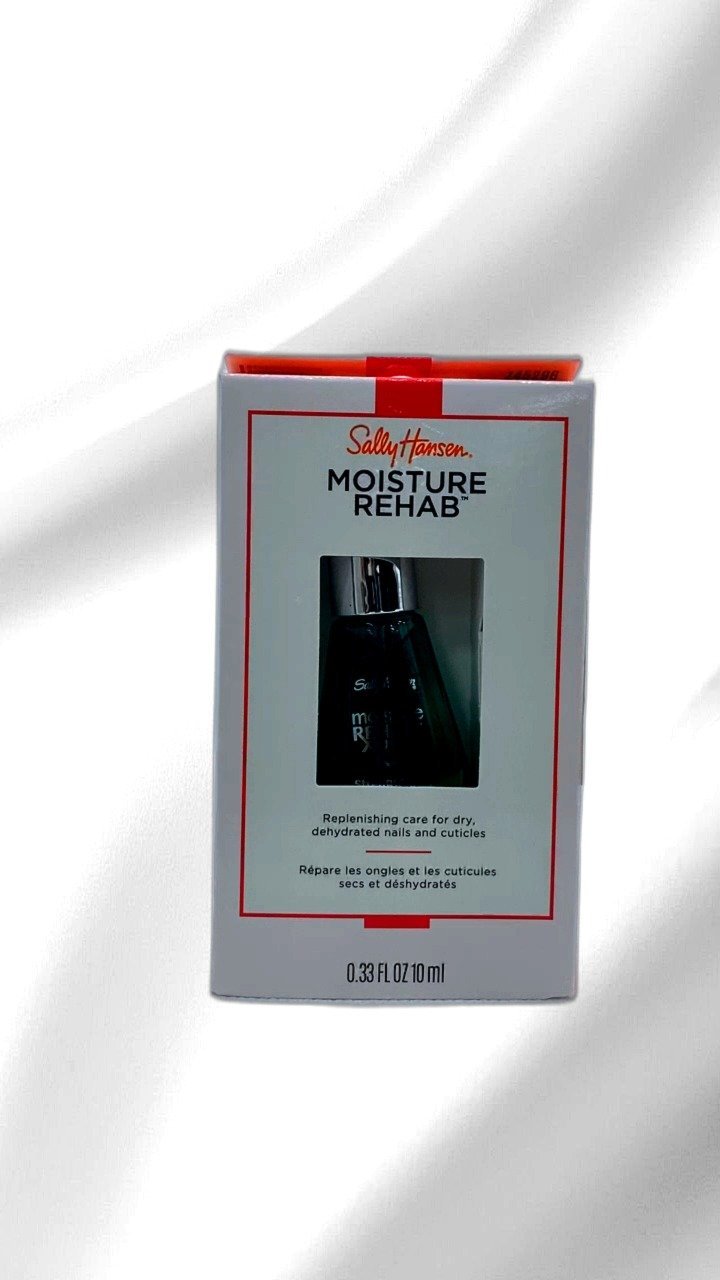 Sally Hansen.
MOISTURE
REHAB™
Replenishing care for dry,
dehydrated nails and cuticles
Répare les ongles et les cuticules
secs et déshydratés
0.33 FL OZ 10 ml